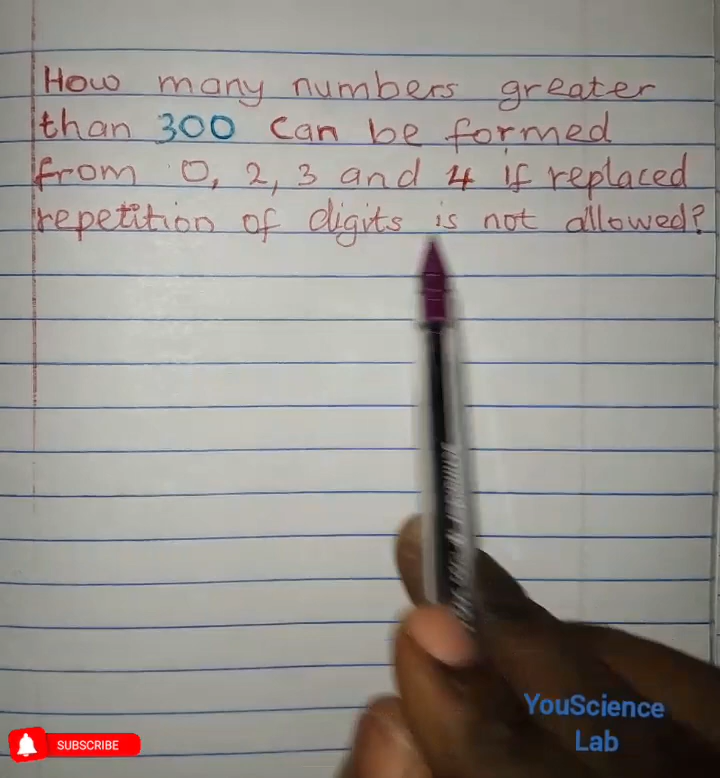 How many numbers greater
than 300 can be formed
from 0, 2, 3 and 4 if replaced
repetition of digits is not allowed?
YouScience
Lab
SUBSCRIBE